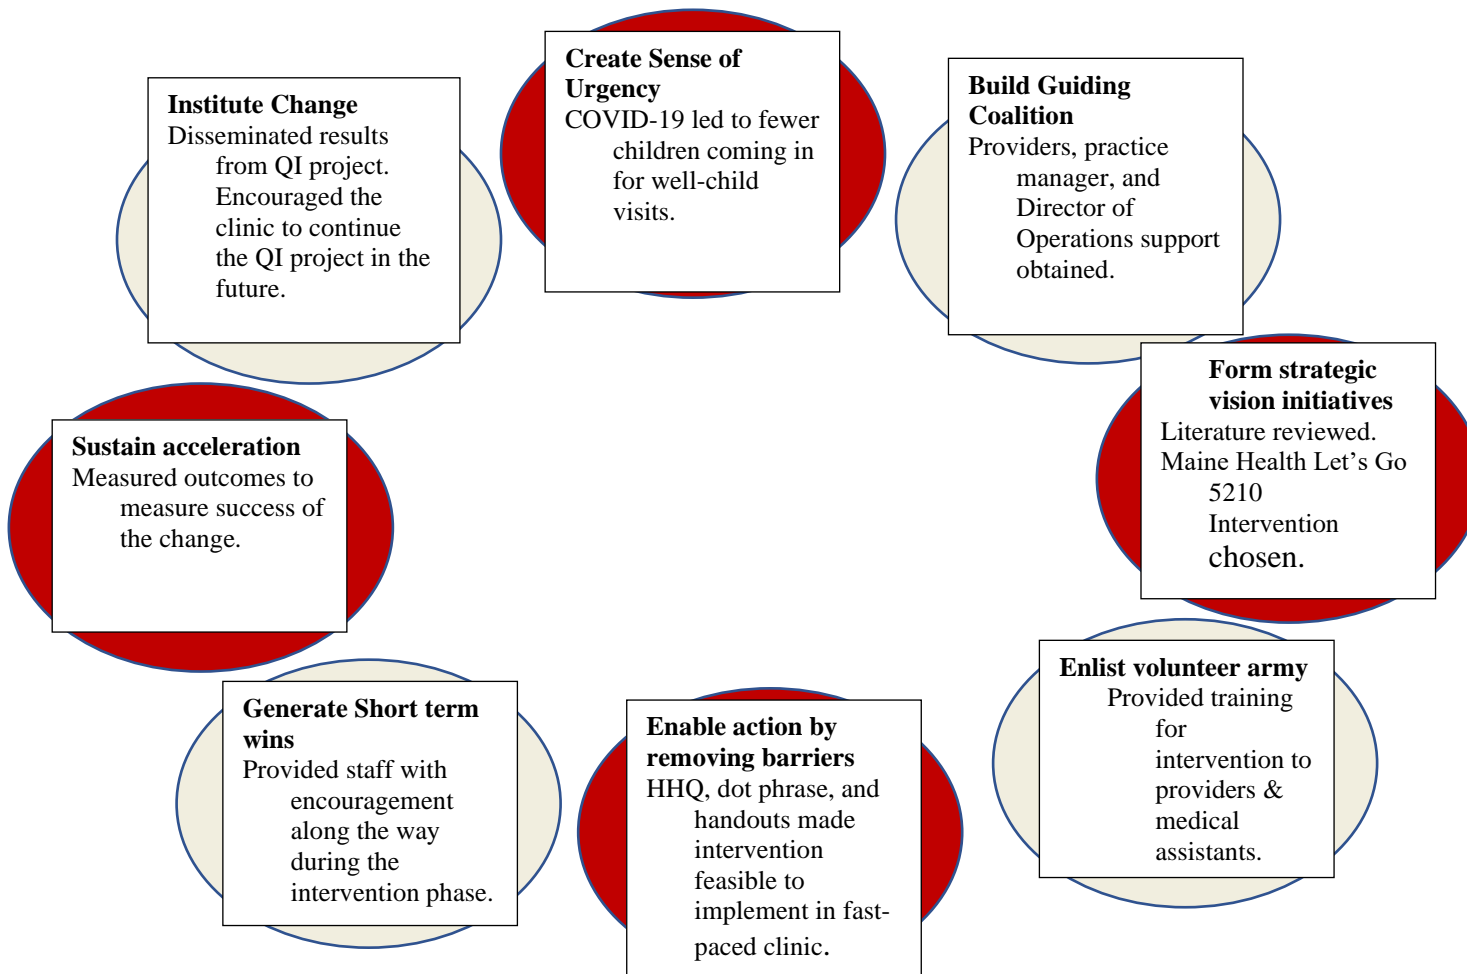 Create Sense of
Urgency
COVID-19 led to fewer
children coming in
for well-child
visits.
Build Guiding
Coalition
Providers, practice
manager, and
Director of
Operations support
obtained.
Form strategic
vision initiatives
Literature reviewed.
Maine Health Let’s Go
5210
Intervention
chosen.
Enlist volunteer army
Provided training
for
intervention to
providers &
medical
assistants.
Enable action by
removing barriers
HHQ, dot phrase, and
handouts made
intervention
feasible to
implement in fast-
paced clinic.
Generate Short term
wins
Provided staff with
encouragement
along the way
during the
intervention phase.
Sustain acceleration
Measured outcomes to
measure success of
the change.
Institute Change
Disseminated results
from QI project.
Encouraged the
clinic to continue
the QI project in the
future.